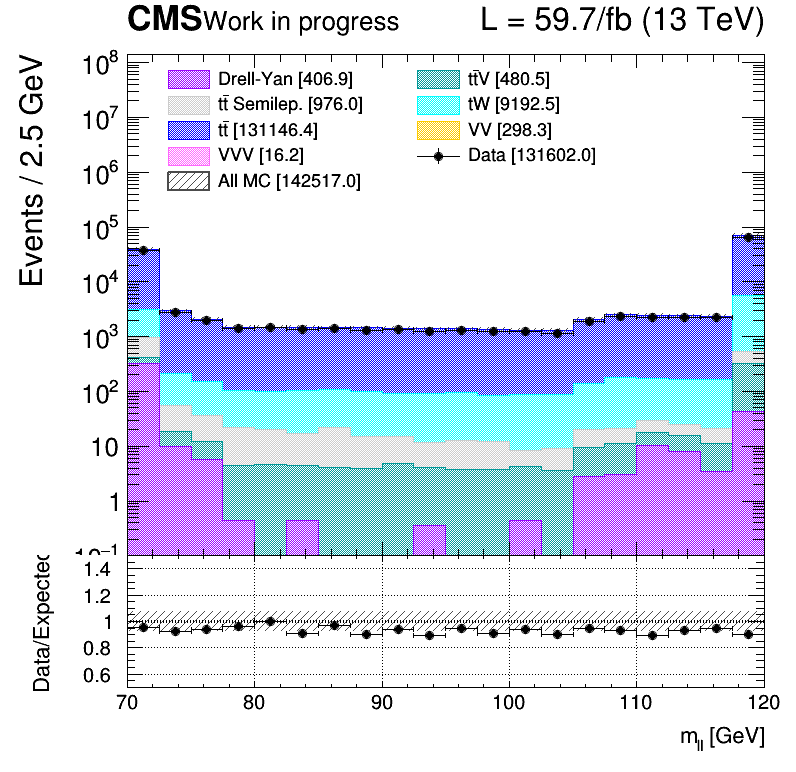 CMS Work in progress L = 59.7/fb (13 TeV)
Events / 2.5 GeV
10⁸
10⁷
10⁶
10⁵
10⁴
10³
10²
10
1
10⁻¹
Drell-Yan [406.9]
tt̄ Semilep. [976.0]
tt̄ [131146.4]
VVV [16.2]
All MC [142517.0]
tt̄V [480.5]
tW [9192.5]
VV [298.3]
Data [131602.0]
Data/Expected
1.4
1.2
1
0.8
0.6
70 80 90 100 110 120
m_ll [GeV]